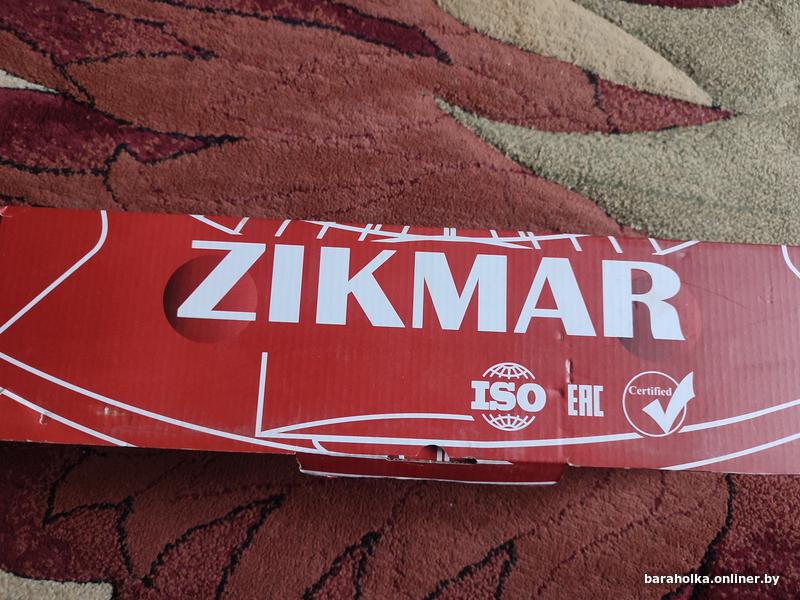 ZIKMAR
ISO EAC Certified
baraholka.onliner.by